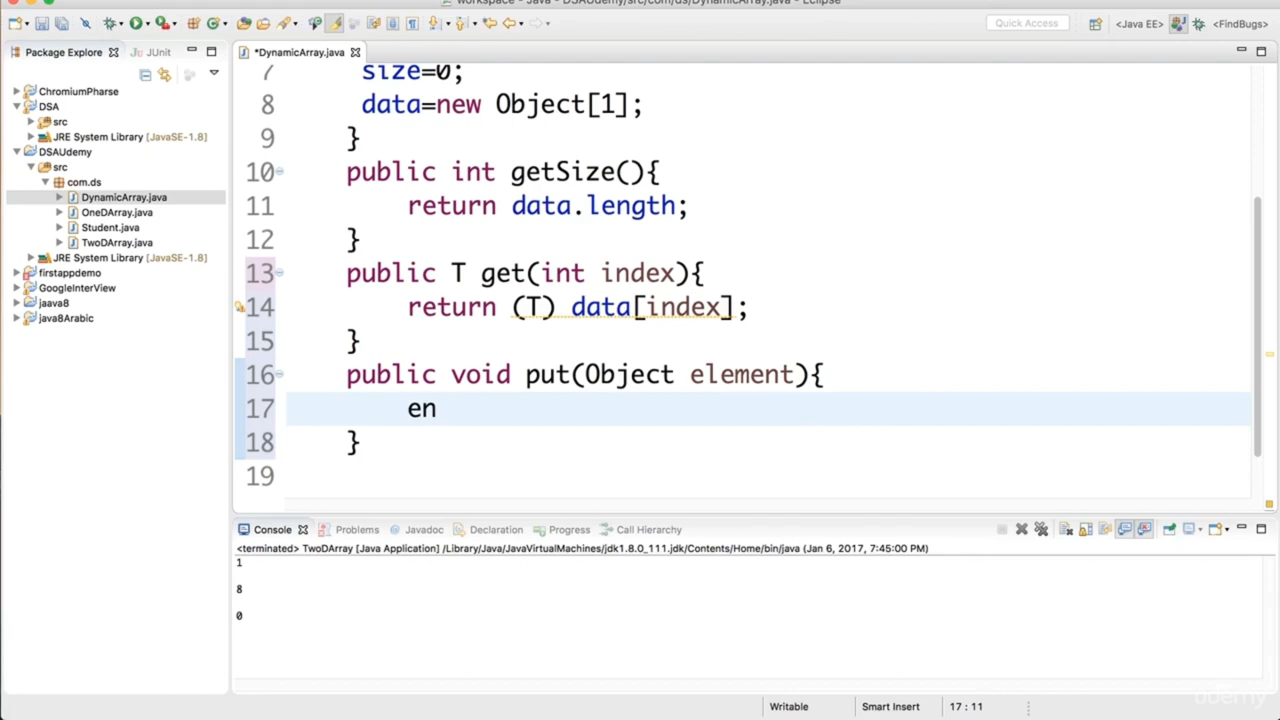 workspace - Java - DSAUdemy/src/com/ds/DynamicArray.java - Eclipse
Quick Access
<Java EE>
<FindBugs>
Package Explore
JUnit
ChromiumPharse
DSA
src
JRE System Library [JavaSE-1.8]
DSAUdemy
src
com.ds
DynamicArray.java
OneDArray.java
Student.java
TwoDArray.java
JRE System Library [JavaSE-1.8]
firstappdemo
GoogleInterView
jaava8
java8Arabic
*DynamicArray.java
7 size=0;
8 data=new Object[1];
9 }
10 public int getSize(){
11 return data.length;
12 }
13 public T get(int index){
14 return (T) data[index];
15 }
16 public void put(Object element){
17 en
18 }
19
Console
Problems
Javadoc
Declaration
Progress
Call Hierarchy
<terminated> TwoDArray [Java Application] /Library/Java/JavaVirtualMachines/jdk1.8.0_111.jdk/Contents/Home/bin/java (Jan 6, 2017, 7:45:00 PM)
1
8
0
Writable
Smart Insert
17 : 11
udemy